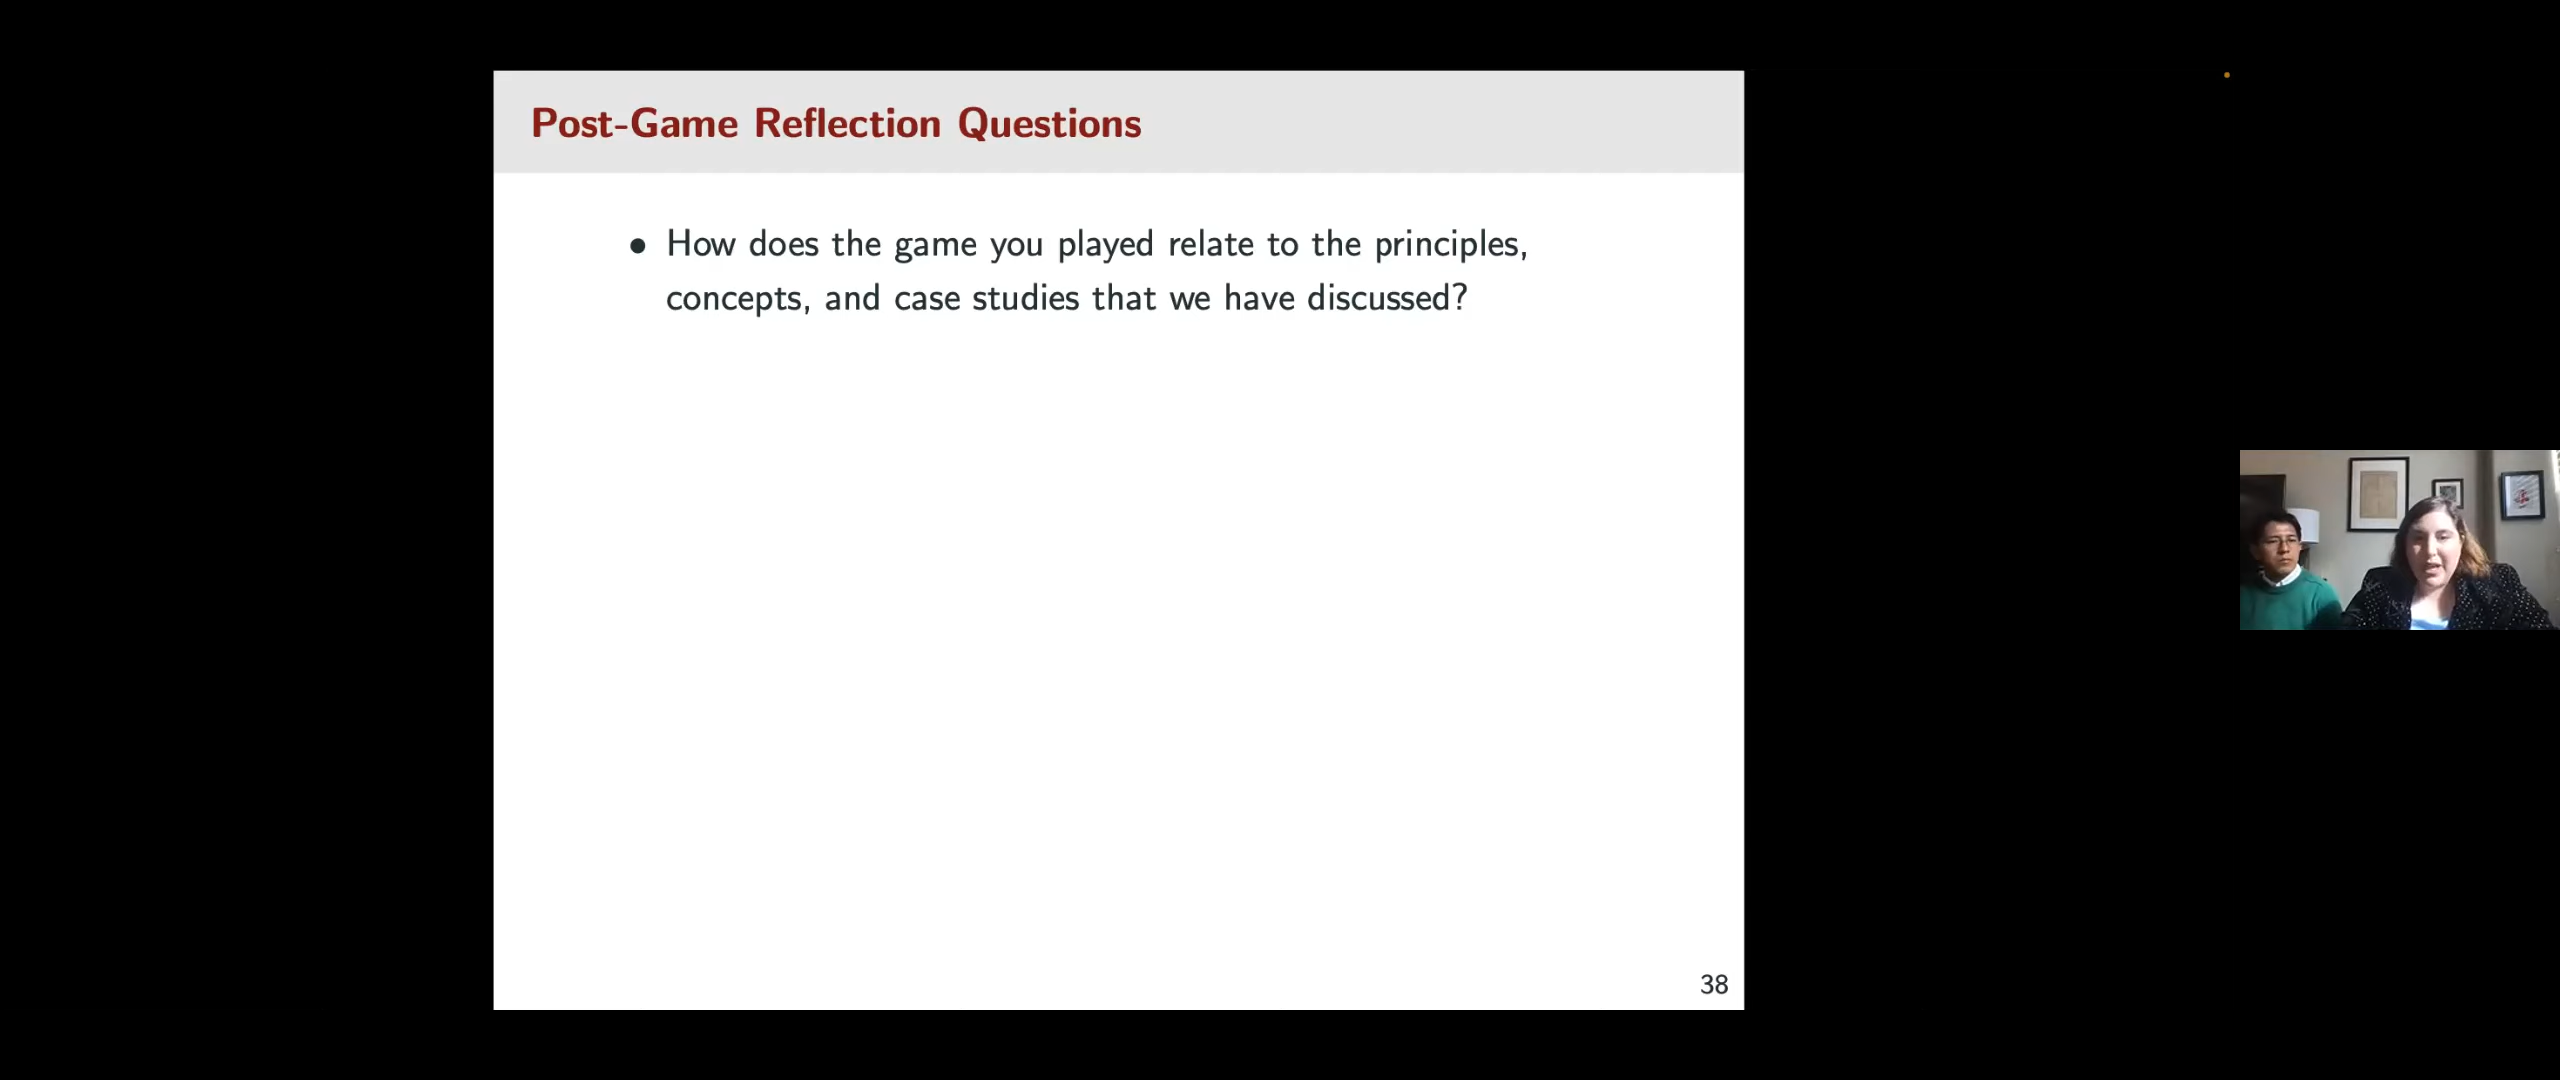 Post-Game Reflection Questions
• How does the game you played relate to the principles,
concepts, and case studies that we have discussed?
38